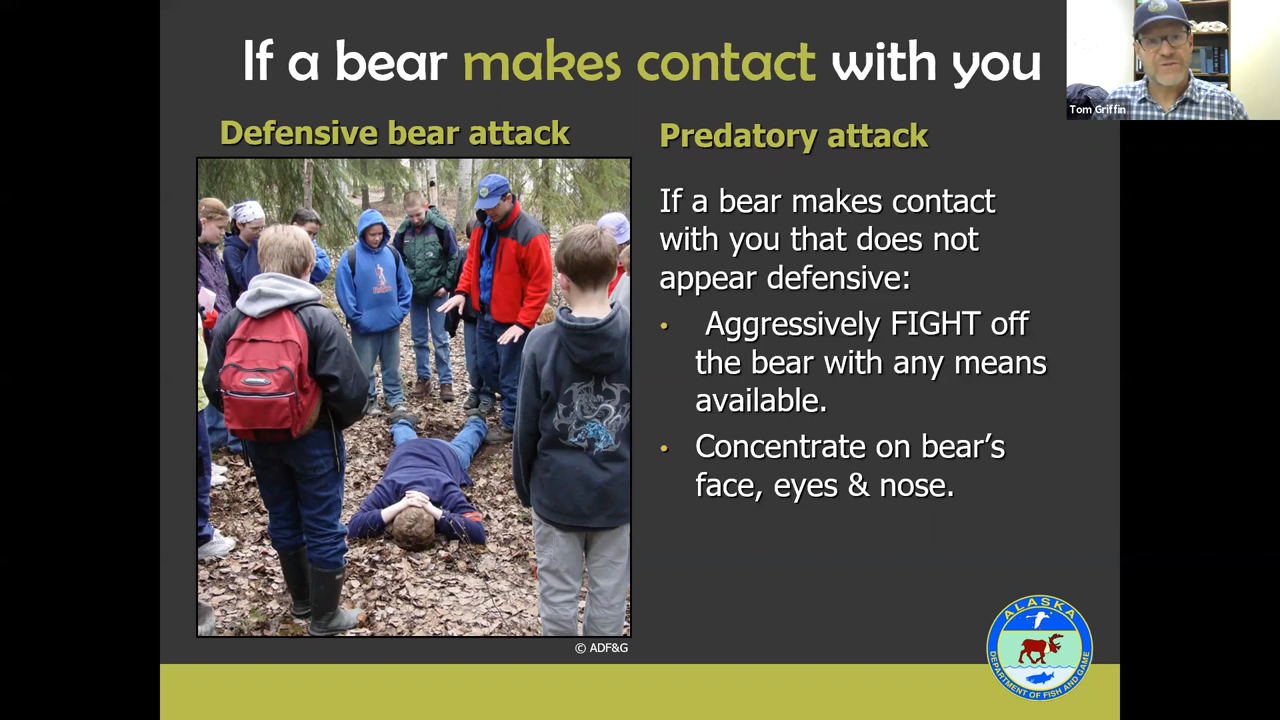 If a bear makes contact with you
Tom Griffin
Defensive bear attack
Predatory attack
If a bear makes contact
with you that does not
appear defensive:
• Aggressively FIGHT off
the bear with any means
available.
• Concentrate on bear’s
face, eyes & nose.
© ADF&G
ALASKA
DEPARTMENT OF FISH AND GAME